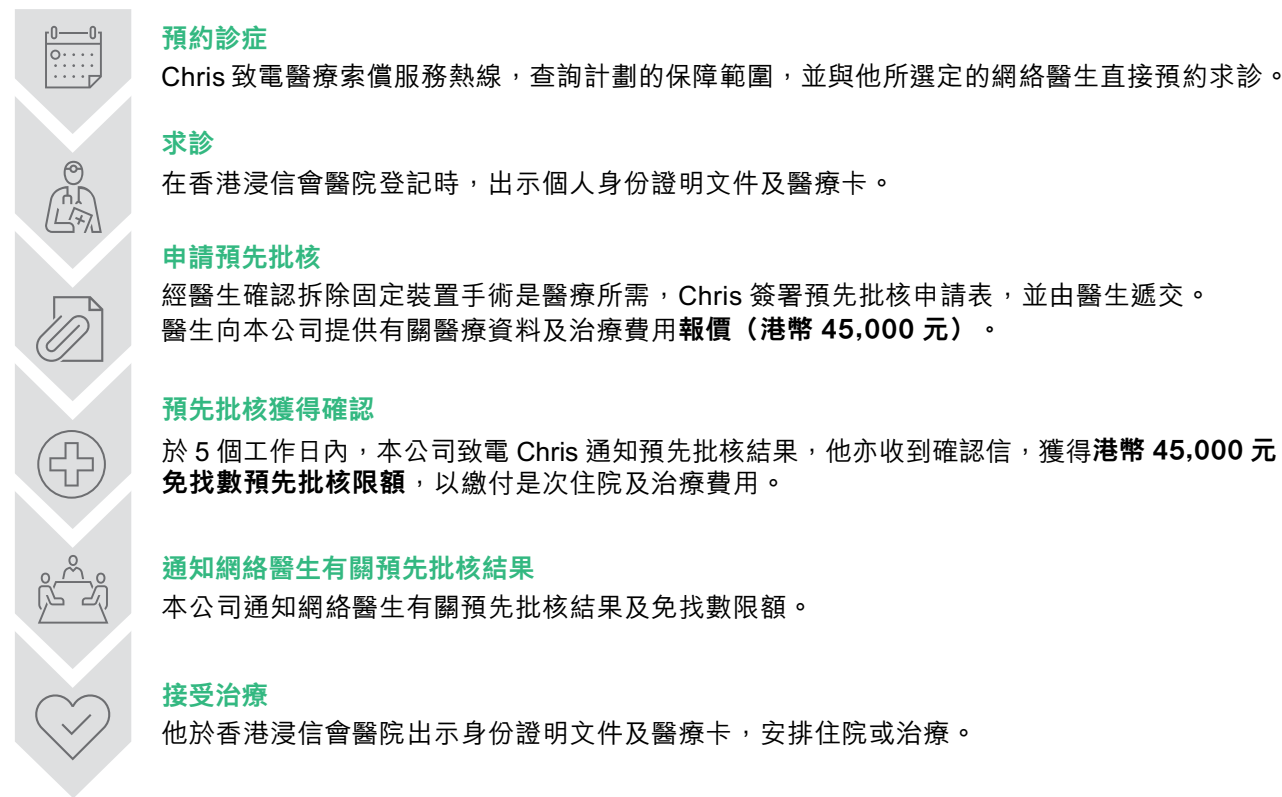 預約診症
Chris 致電醫療索償服務熱線，查詢計劃的保障範圍，並與他所選定的網絡醫生直接預約求診。
求診
在香港浸信會醫院登記時，出示個人身份證明文件及醫療卡。
申請預先批核
經醫生確認拆除固定裝置手術是醫療所需，Chris 簽署預先批核申請表，並由醫生遞交。
醫生向本公司提供有關醫療資料及治療費用報價（港幣 45,000 元）。
預先批核獲得確認
於 5 個工作日內，本公司致電 Chris 通知預先批核結果，他亦收到確認信，獲得港幣 45,000 元
免找數預先批核限額，以繳付是次住院及治療費用。
通知網絡醫生有關預先批核結果
本公司通知網絡醫生有關預先批核結果及免找數限額。
接受治療
他於香港浸信會醫院出示身份證明文件及醫療卡，安排住院或治療。